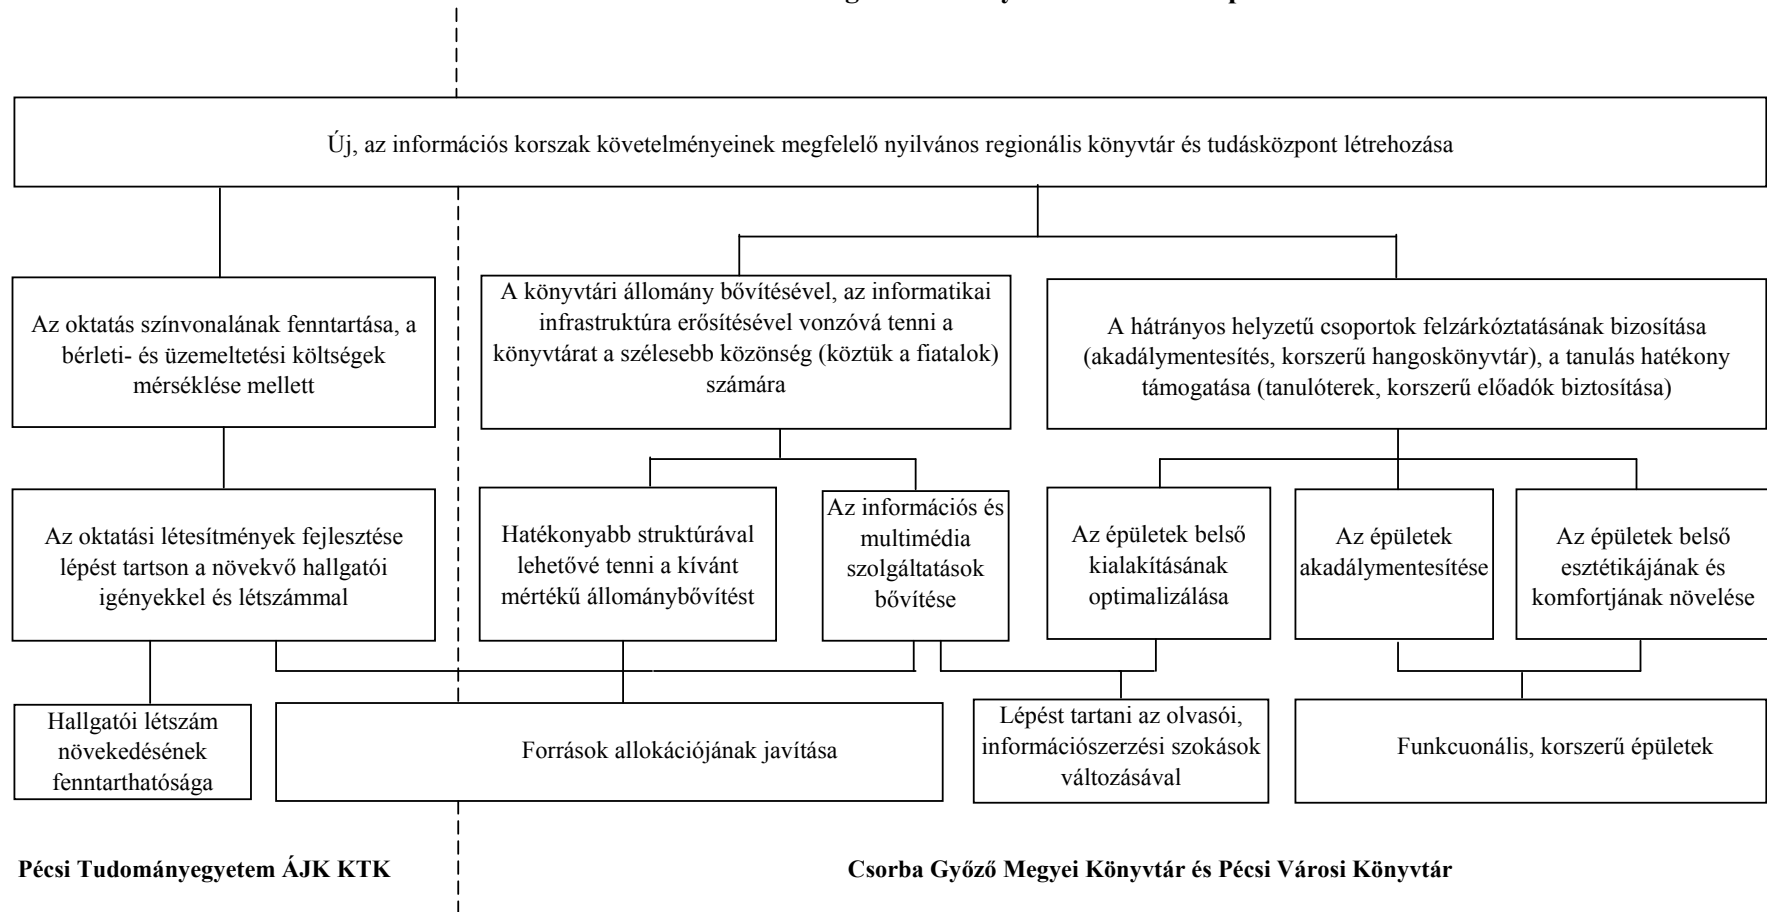 Új, az információs korszak követelményeinek megfelelő nyilvános regionális könyvtár és tudásközpont létrehozása
Az oktatás színvonalának fenntartása, a
bérleti- és üzemeltetési költségek
mérséklése mellett
A könyvtári állomány bővítésével, az informatikai
infrastruktúra erősítésével vonzóvá tenni a
könyvtárat a szélesebb közönség (köztük a fiatalok)
számára
A hátrányos helyzetű csoportok felzárkóztatásának bizosítása
(akadálymentesítés, korszerű hangoskönyvtár), a tanulás hatékony
támogatása (tanulóterek, korszerű előadók biztosítása)
Az oktatási létesítmények fejlesztése
lépést tartson a növekvő hallgatói
igényekkel és létszámmal
Hatékonyabb struktúrával
lehetővé tenni a kívánt
mértékű állománybővítést
Az információs és
multimédia
szolgáltatások
bővítése
Az épületek belső
kialakításának
optimalizálása
Az épületek
akadálymentesítése
Az épületek belső
esztétikájának és
komfortjának növelése
Hallgatói létszám
növekedésének
fenntarthatósága
Források allokációjának javítása
Lépést tartani az olvasói,
információszerzési szokások
változásával
Funkcuonális, korszerű épületek
Pécsi Tudományegyetem ÁJK KTK
Csorba Győző Megyei Könyvtár és Pécsi Városi Könyvtár